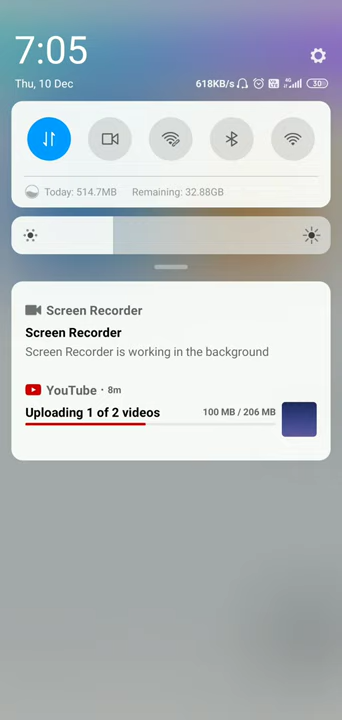 7:05
Thu, 10 Dec
618KB/s 4G 30
Today: 514.7MB Remaining: 32.88GB
Screen Recorder
Screen Recorder
Screen Recorder is working in the background
YouTube · 8m
Uploading 1 of 2 videos 100 MB / 206 MB